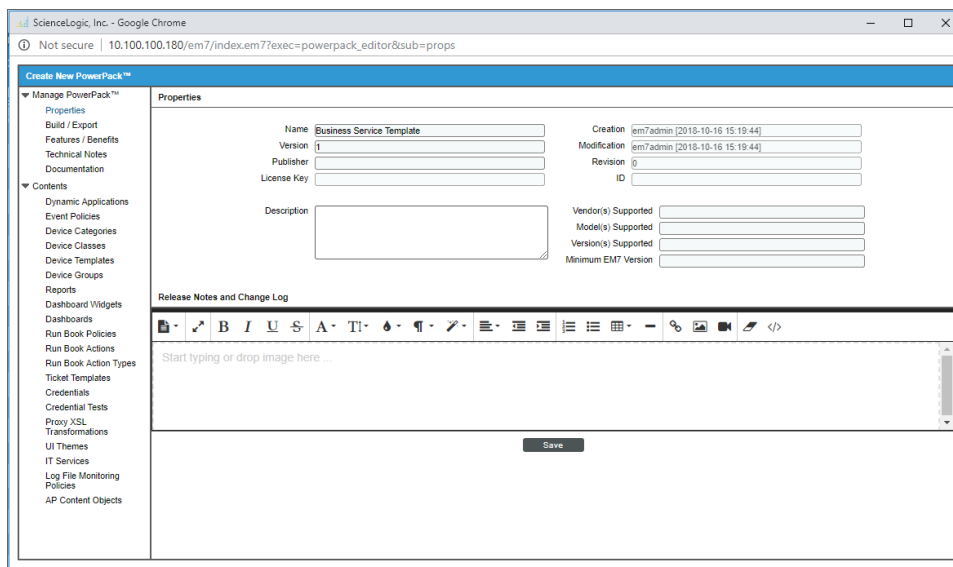 ScienceLogic, Inc. - Google Chrome
Not secure | 10.100.100.180/em7/index.em7?exec=powerpack_editor&sub=props
Create New PowerPack™
Manage PowerPack™
Properties
Build / Export
Features / Benefits
Technical Notes
Documentation
Contents
Dynamic Applications
Event Policies
Device Categories
Device Classes
Device Templates
Device Groups
Reports
Dashboard Widgets
Dashboards
Run Book Policies
Run Book Actions
Run Book Action Types
Ticket Templates
Credentials
Credential Tests
Proxy XSL
Transformations
UI Themes
IT Services
Log File Monitoring
Policies
AP Content Objects
Properties
Name Business Service Template
Version 1
Publisher
License Key
Creation em7admin [2018-10-16 15:19:44]
Modification em7admin [2018-10-16 15:19:44]
Revision 0
ID
Description
Vendor(s) Supported
Model(s) Supported
Version(s) Supported
Minimum EM7 Version
Release Notes and Change Log
B I U S A T
Start typing or drop image here ...
Save